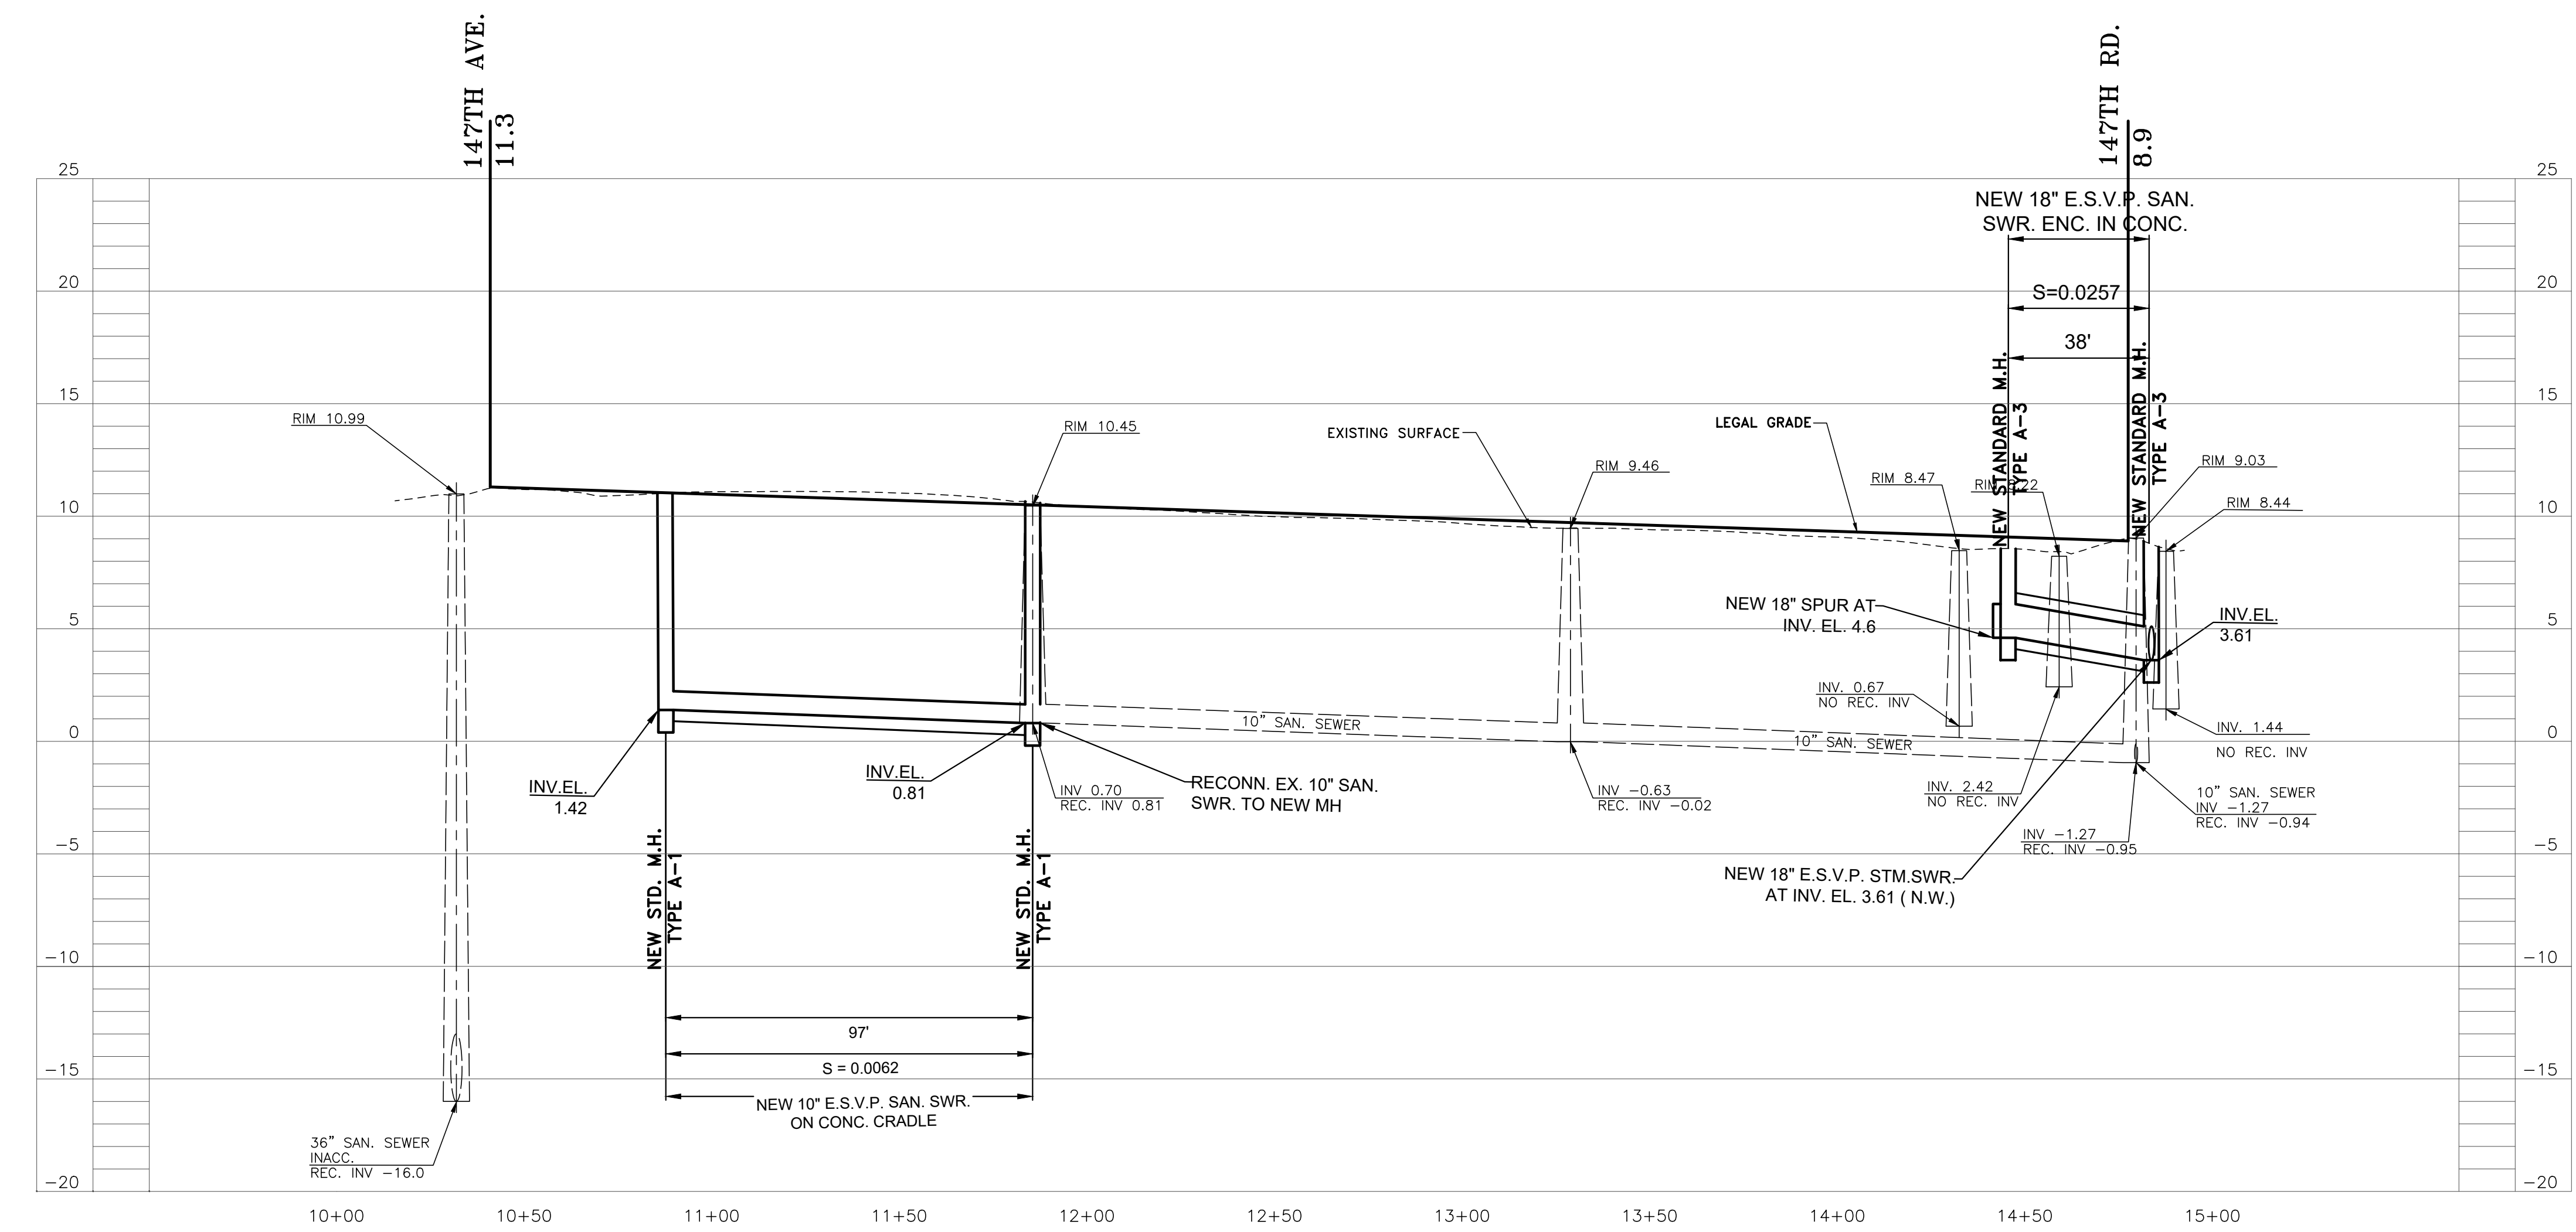 147TH AVE.
11.3
147TH RD.
8.9
25
25
NEW 18" E.S.V.P. SAN.
SWR. ENC. IN CONC.
20
20
S=0.0257
38'
15
15
NEW STANDARD M.H.
TYPE A-3
NEW STANDARD M.H.
TYPE A-3
RIM 10.99
RIM 10.45
EXISTING SURFACE
LEGAL GRADE
RIM 9.46
RIM 8.47
RIM 8.22
RIM 9.03
RIM 8.44
10
10
NEW 18" SPUR AT
INV. EL. 4.6
INV.EL.
3.61
5
5
INV. 0.67
NO REC. INV
10" SAN. SEWER
10" SAN. SEWER
INV. 1.44
NO REC. INV
0
0
INV.EL.
1.42
INV.EL.
0.81
INV 0.70
REC. INV 0.81
RECONN. EX. 10" SAN.
SWR. TO NEW MH
INV -0.63
REC. INV -0.02
INV. 2.42
NO REC. INV
10" SAN. SEWER
INV -1.27
REC. INV -0.94
INV -1.27
REC. INV -0.95
-5
-5
NEW STD. M.H.
TYPE A-1
NEW STD. M.H.
TYPE A-1
NEW 18" E.S.V.P. STM.SWR.
AT INV. EL. 3.61 ( N.W.)
-10
-10
97'
S = 0.0062
-15
-15
NEW 10" E.S.V.P. SAN. SWR.
ON CONC. CRADLE
36" SAN. SEWER
INACC.
REC. INV -16.0
-20
-20
10+00 10+50 11+00 11+50 12+00 12+50 13+00 13+50 14+00 14+50 15+00